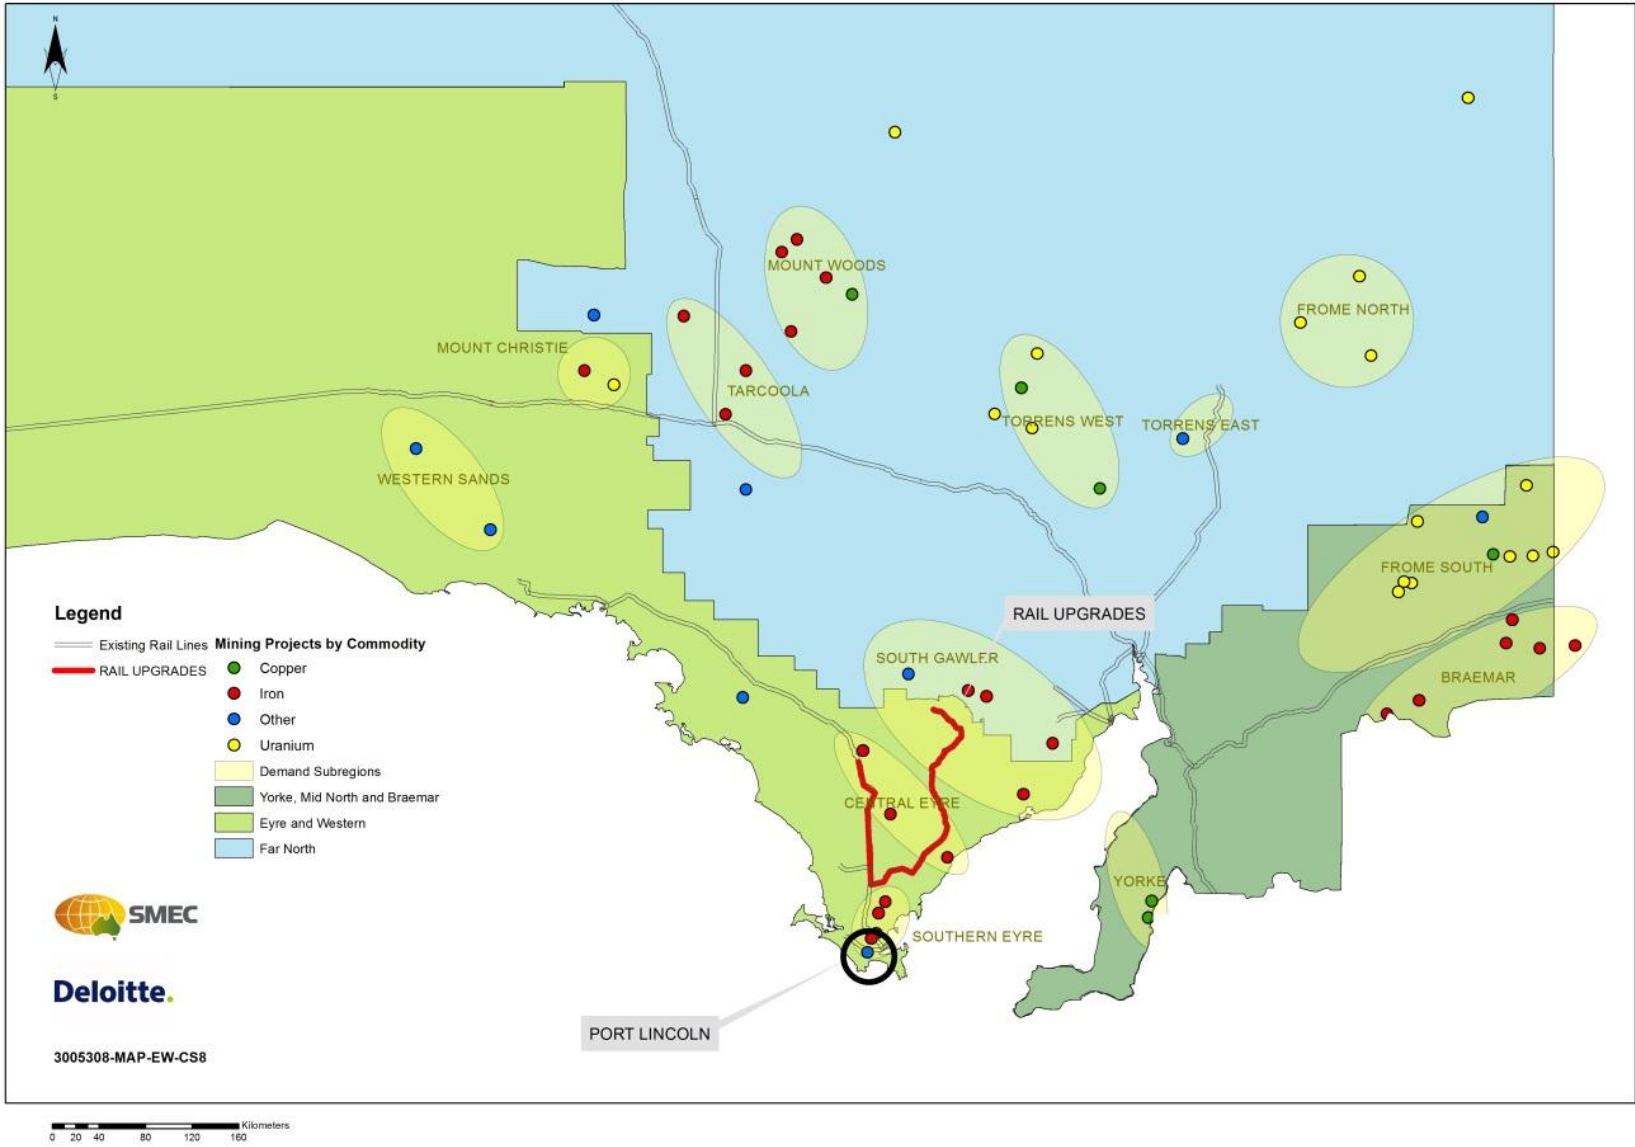 N
S
MOUNT WOODS
FROME NORTH
MOUNT CHRISTIE
TARCOOLA
TORRENS WEST
TORRENS EAST
WESTERN SANDS
FROME SOUTH
RAIL UPGRADES
SOUTH GAWLER
BRAEMAR
CENTRAL EYRE
YORKE
SOUTHERN EYRE
PORT LINCOLN
Legend
Existing Rail Lines
RAIL UPGRADES
Mining Projects by Commodity
Copper
Iron
Other
Uranium
Demand Subregions
Yorke, Mid North and Braemar
Eyre and Western
Far North
SMEC
Deloitte.
3005308-MAP-EW-CS8
Kilometers
0 20 40 80 120 160